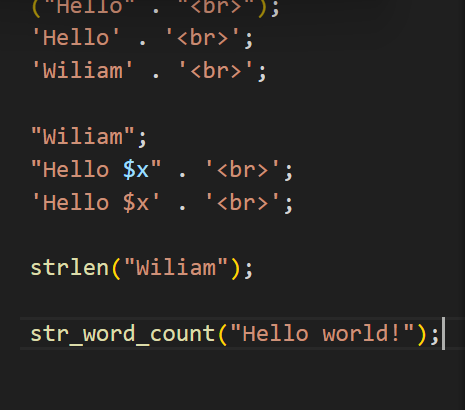 ("Hello" . "<br>");
'Hello' . '<br>';
'Wiliam' . '<br>';
"Wiliam";
"Hello $x" . '<br>';
'Hello $x' . '<br>';
strlen("Wiliam");
str_word_count("Hello world!");